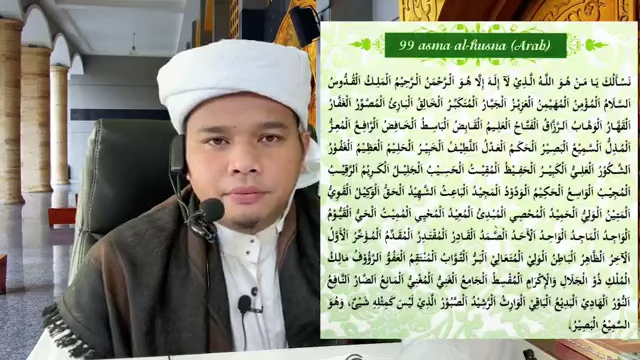 99 asma al-husna (Arab)
نَسْأَلُكَ يَا مَنْ هُوَ اللهُ الَّذِيْ لَآ إِلَهَ إِلَّا هُوَ الرَّحْمَنُ الرَّحِيْمُ المَلِكُ الْقُدُّوْسُ
السَّلَامُ الْمُؤْمِنُ الْمُهَيْمِنُ الْعَزِيْزُ الْجَبَّارُ الْمُتَكَبِّرُ الْخَالِقُ الْبَارِئُ الْمُصَوِّرُ الْغَفَّارُ
الْقَهَّارُ الْوَهَّابُ الرَّزَّاقُ الْفَتَّاحُ الْعَلِيْمُ الْقَابِضُ الْبَاسِطُ الْخَافِضُ الرَّافِعُ الْمُعِزُّ
الْمُذِلُّ السَّمِيْعُ الْبَصِيْرُ الْحَكَمُ الْعَدْلُ اللَّطِيْفُ الْخَبِيْرُ الْحَلِيْمُ الْعَظِيْمُ الْغَفُوْرُ
الشَّكُوْرُ الْعَلِيُّ الْكَبِيْرُ الْحَفِيْظُ الْمُقِيْتُ الْحَسِيْبُ الْجَلِيْلُ الْكَرِيْمُ الرَّقِيْبُ
الْمُجِيْبُ الْوَاسِعُ الْحَكِيْمُ الْوَدُوْدُ الْمَجِيْدُ الْبَاعِثُ الشَّهِيْدُ الْحَقُّ الْوَكِيْلُ الْقَوِيُّ
الْمَتِيْنُ الْوَلِيُّ الْحَمِيْدُ الْمُحْصِي الْمُبْدِئُ الْمُعِيْدُ الْمُحْيِي الْمُمِيْتُ الْحَيُّ الْقَيُّوْمُ
الْوَاجِدُ الْمَاجِدُ الْوَاحِدُ الْأَحَدُ الصَّمَدُ الْقَادِرُ الْمُقْتَدِرُ الْمُقَدِّمُ الْمُؤَخِّرُ الْأَوَّلُ
الْآخِرُ الظَّاهِرُ الْبَاطِنُ الْوَلِيُ الْمُتَعَالِيْ الْبَرُّ التَّوَّابُ الْمُنْتَقِمُ الْعَفُوُّ الرَّؤُوْفُ مَالِكُ
الْمُلْكِ ذُو الْجَلَالِ وَالْإِكْرَامِ الْمُقْسِطُ الْجَامِعُ الْغَنِيُّ الْمُغْنِيُّ الْمَانِعُ الضَّارُّ النَّافِعُ
النُّوْرُ الْهَادِيْ الْبَدِيْعُ الْبَاقِيْ الْوَارِثُ الرَّشِيْدُ الصَّبُوْرُ الَّذِيْ لَيْسَ كَمِثْلِهِ شَيْئٌ، وَهُوَ
السَّمِيْعُ الْبَصِيْرُ،